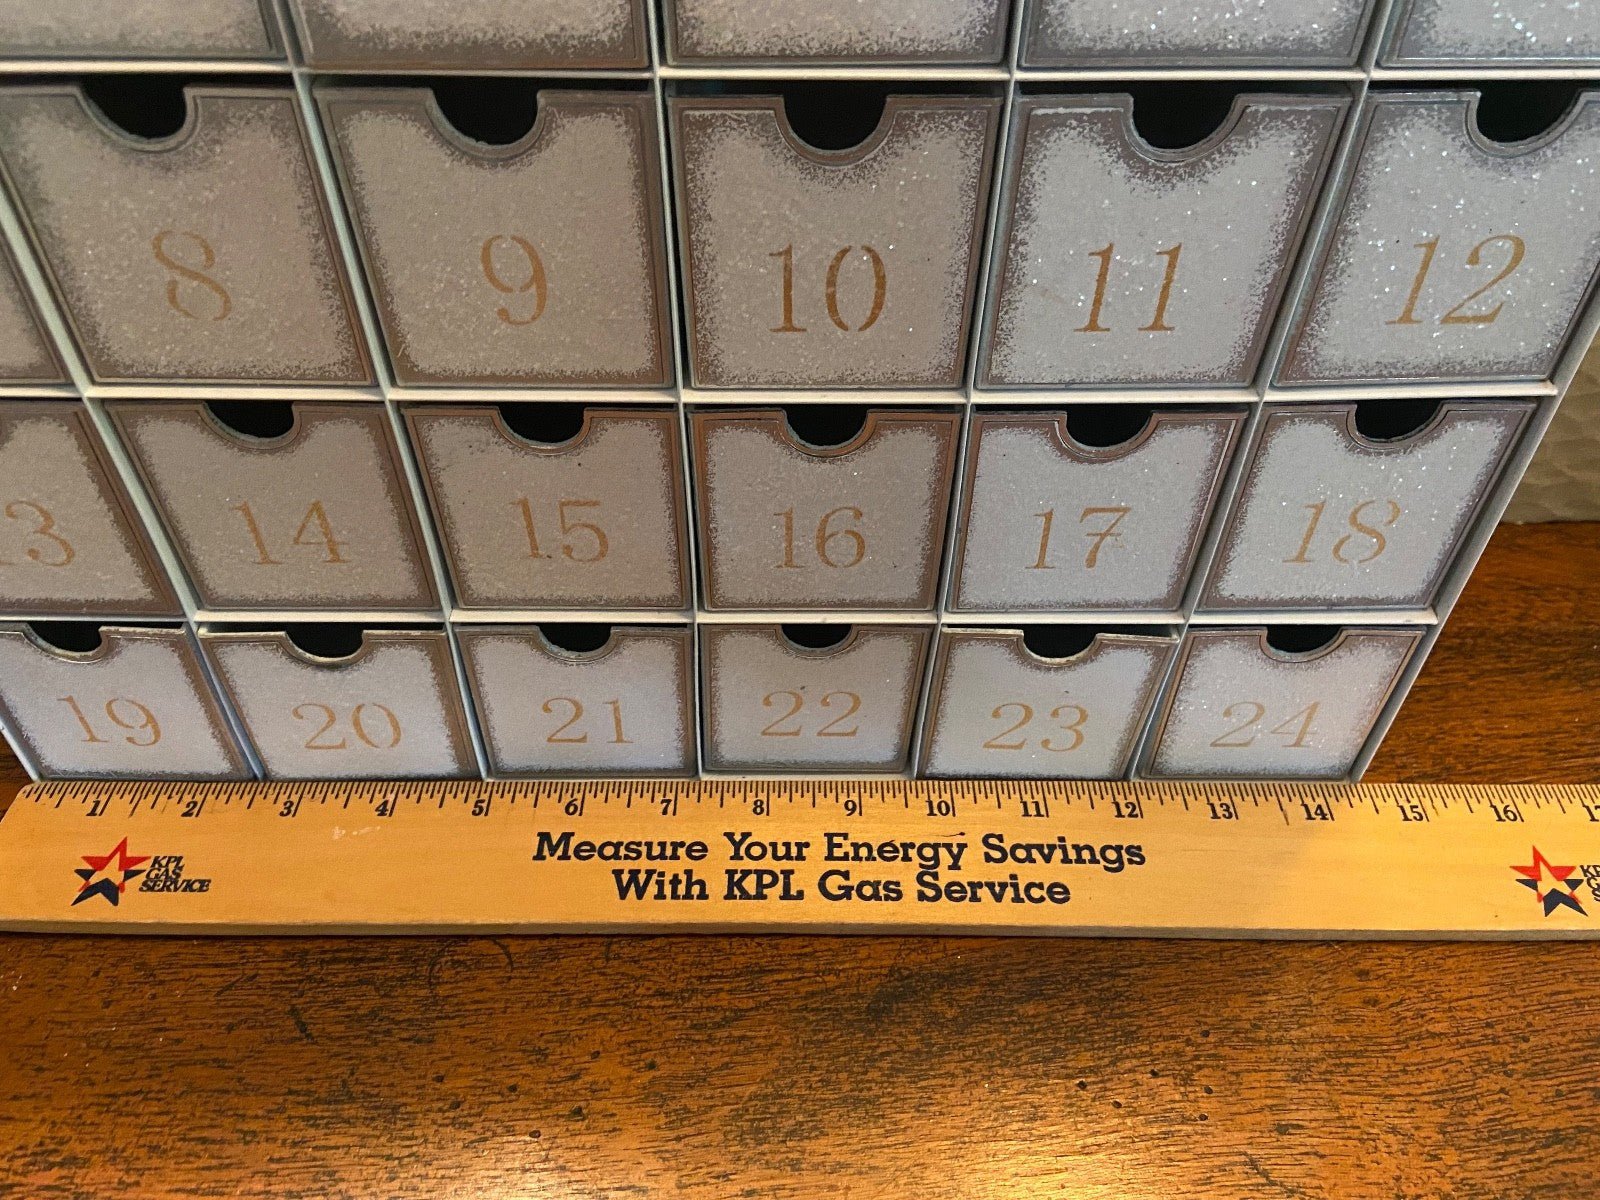 8 9 10 11 12
13 14 15 16 17 18
19 20 21 22 23 24
1 2 3 4 5 6 7 8 9 10 11 12 13 14 15 16
KPL
GAS
SERVICE
Measure Your Energy Savings
With KPL Gas Service